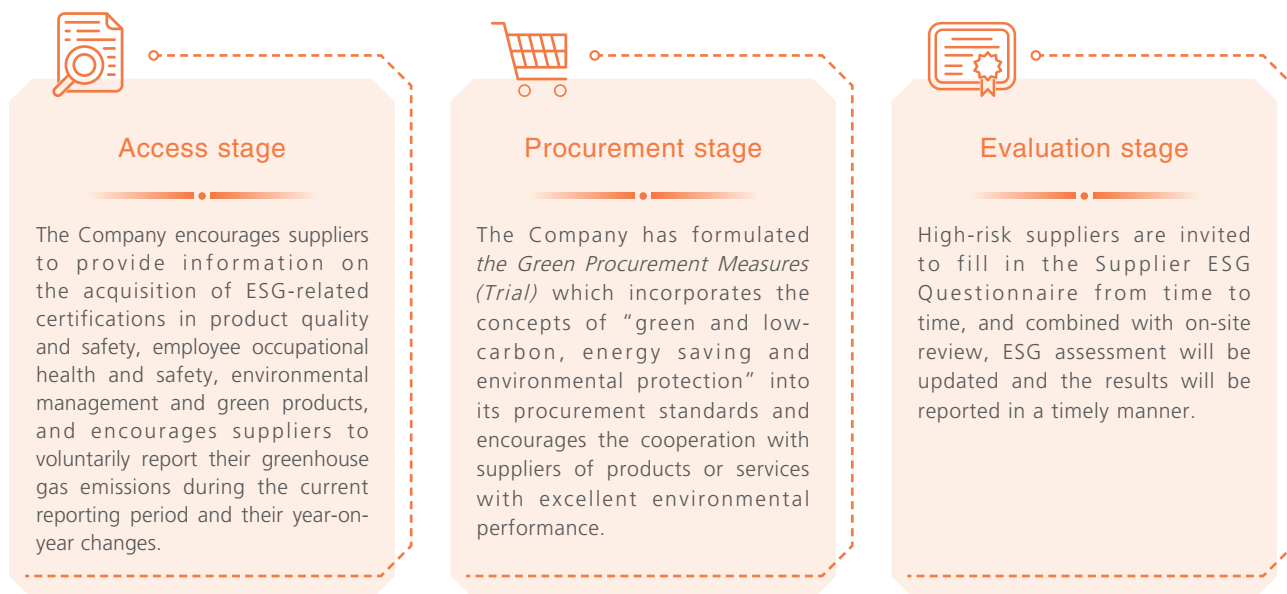 Access stage
The Company encourages suppliers
to provide information on
the acquisition of ESG-related
certifications in product quality
and safety, employee occupational
health and safety, environmental
management and green products,
and encourages suppliers to
voluntarily report their greenhouse
gas emissions during the current
reporting period and their year-on-
year changes.
Procurement stage
The Company has formulated
the Green Procurement Measures
(Trial) which incorporates the
concepts of “green and low-
carbon, energy saving and
environmental protection” into
its procurement standards and
encourages the cooperation with
suppliers of products or services
with excellent environmental
performance.
Evaluation stage
High-risk suppliers are invited
to fill in the Supplier ESG
Questionnaire from time to
time, and combined with on-site
review, ESG assessment will be
updated and the results will be
reported in a timely manner.